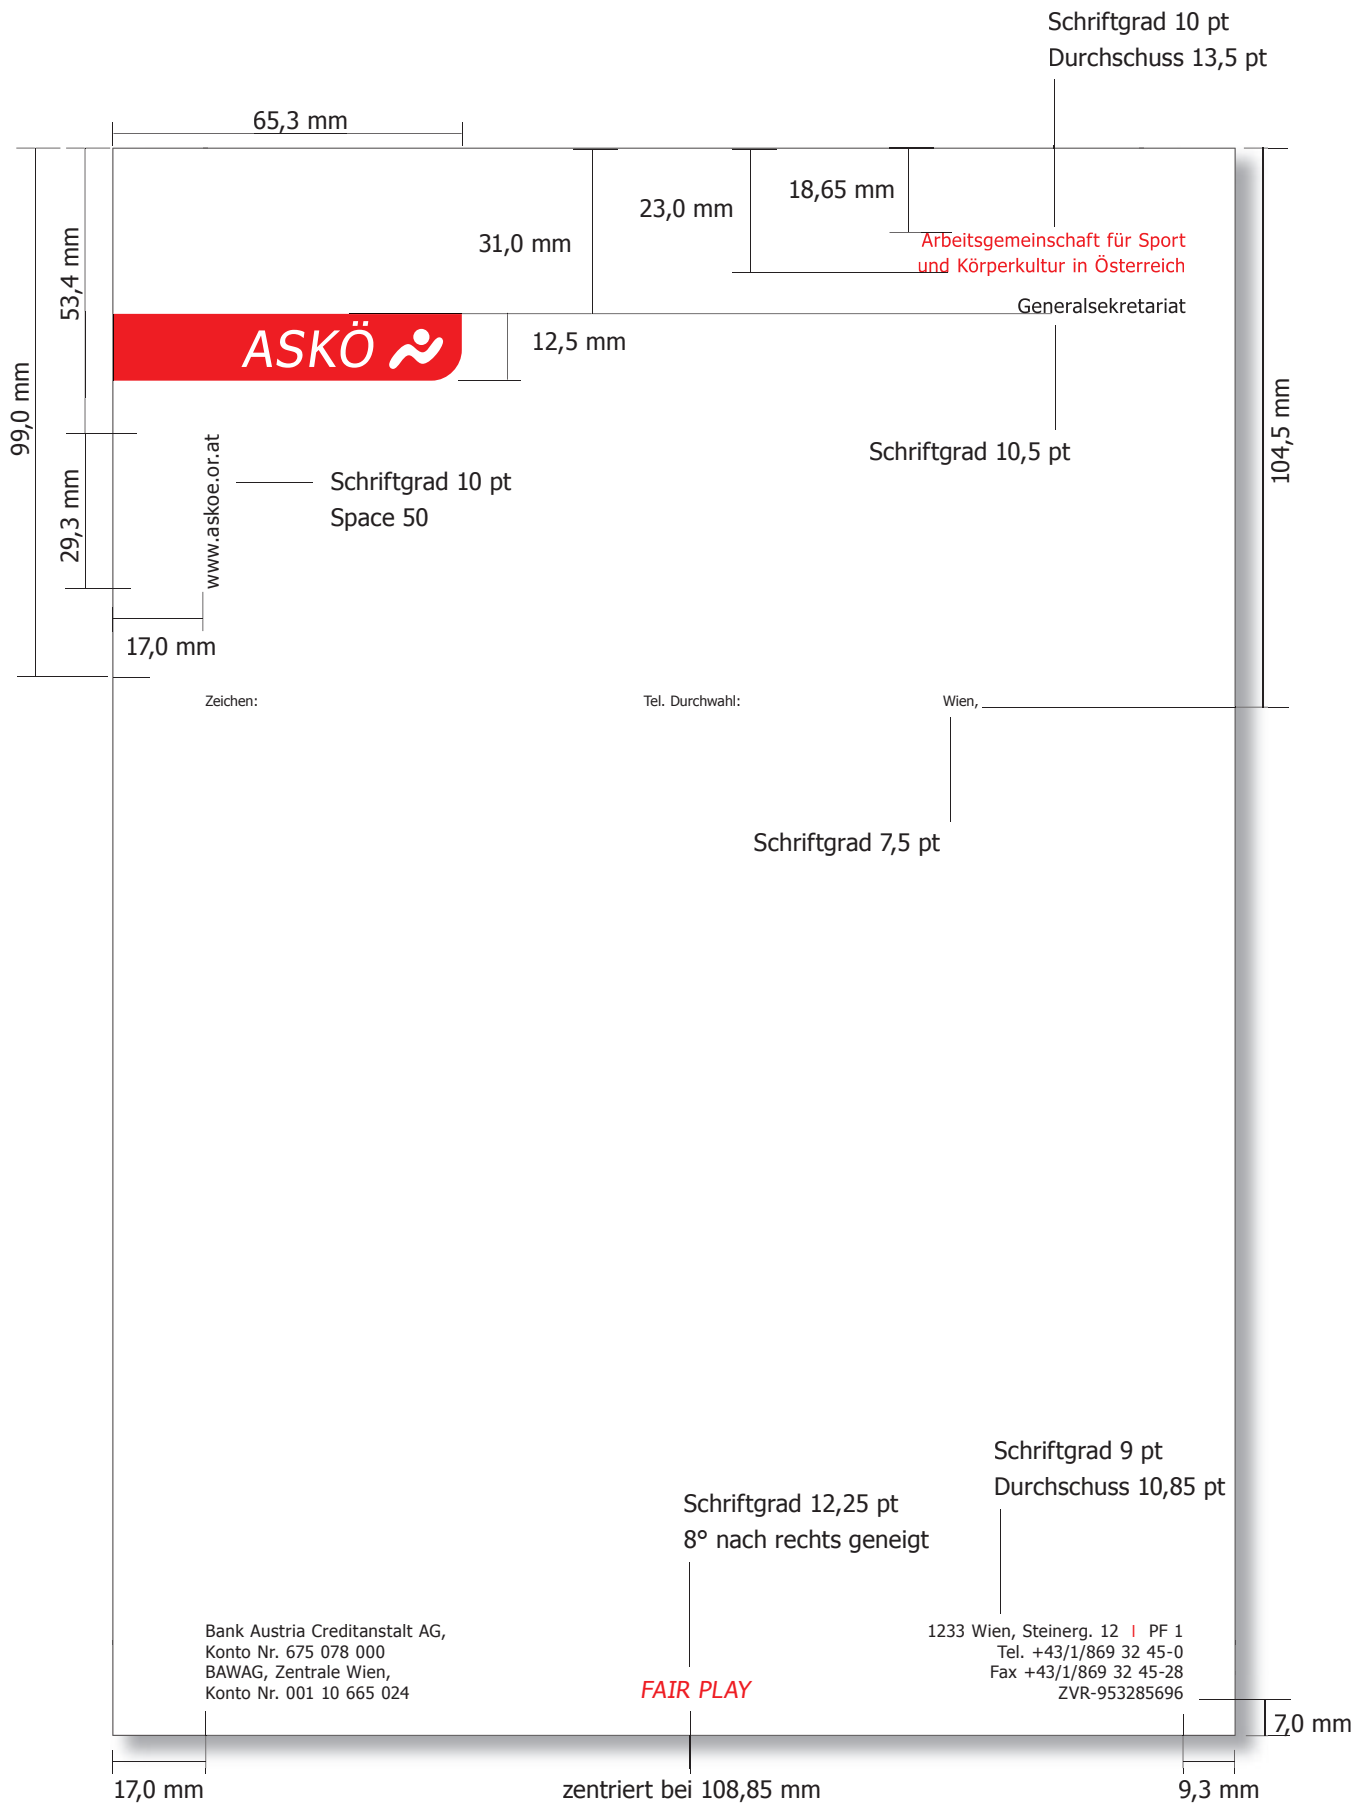 Schriftgrad 10 pt
Durchschuss 13,5 pt
65,3 mm
18,65 mm
23,0 mm
31,0 mm
53,4 mm
Arbeitsgemeinschaft für Sport
und Körperkultur in Österreich
Generalsekretariat
ASKÖ
12,5 mm
99,0 mm
104,5 mm
Schriftgrad 10,5 pt
www.askoe.or.at
Schriftgrad 10 pt
Space 50
29,3 mm
17,0 mm
Zeichen:
Tel. Durchwahl:
Wien,
Schriftgrad 7,5 pt
Schriftgrad 9 pt
Durchschuss 10,85 pt
Schriftgrad 12,25 pt
8° nach rechts geneigt
Bank Austria Creditanstalt AG,
Konto Nr. 675 078 000
BAWAG, Zentrale Wien,
Konto Nr. 001 10 665 024
FAIR PLAY
1233 Wien, Steinerg. 12 I PF 1
Tel. +43/1/869 32 45-0
Fax +43/1/869 32 45-28
ZVR-953285696
7,0 mm
17,0 mm
zentriert bei 108,85 mm
9,3 mm